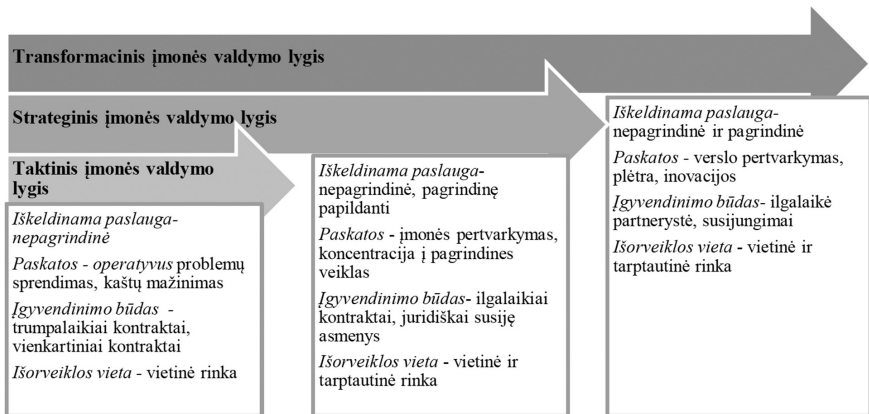 Transformacinis įmonės valdymo lygis
Strateginis įmonės valdymo lygis
Taktinis įmonės valdymo
lygis
Iškeldinama paslauga-
nepagrindinė
Paskatos - operatyvus problemų
sprendimas, kaštų mažinimas
Įgyvendinimo būdas -
trumpalaikiai kontraktai,
vienkartiniai kontraktai
Išorveiklos vieta - vietinė rinka
Iškeldinama paslauga-
nepagrindinė, pagrindinę
papildanti
Paskatos - įmonės pertvarkymas,
koncentracija į pagrindines
veiklas
Įgyvendinimo būdas- ilgalaikiai
kontraktai, juridiškai susiję
asmenys
Išorveiklos vieta - vietinė ir
tarptautinė rinka
Iškeldinama paslauga-
nepagrindinė ir pagrindinė
Paskatos - verslo pertvarkymas,
plėtra, inovacijos
Įgyvendinimo būdas- ilgalaikė
partnerystė, susijungimai
Išorveiklos vieta - vietinė ir
tarptautinė rinka